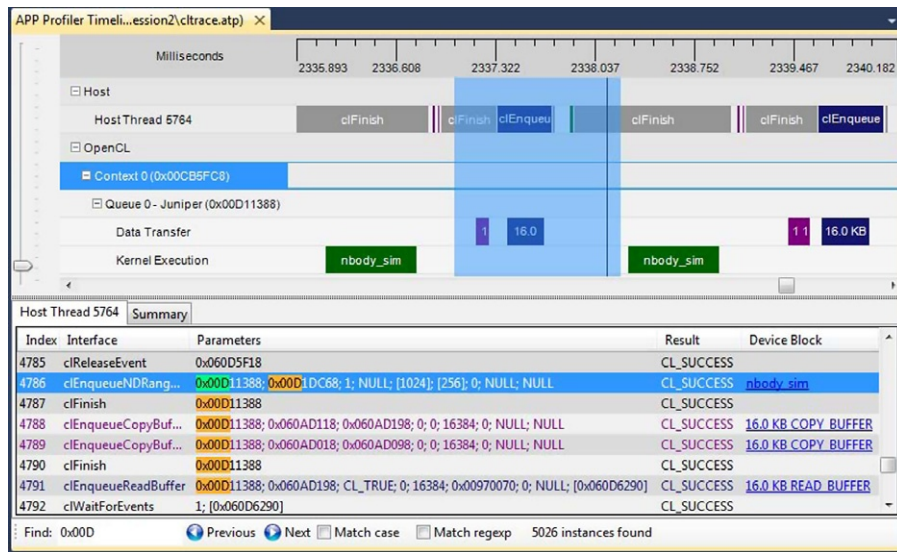 APP Profiler Timeli...ession2\cltrace.atp)
Milliseconds
2335.893 2336.608 2337.322 2338.037 2338.752 2339.467 2340.182
Host
Host Thread 5764 clFinish clFinish clEnqueu clFinish clFinish clEnqueue
OpenCL
Context 0 (0x00CB5FC8)
Queue 0 - Juniper (0x00D11388)
Data Transfer 1 16.0 1 1 16.0 KB
Kernel Execution nbody_sim nbody_sim
Host Thread 5764 Summary
Index Interface Parameters Result Device Block
4785 clReleaseEvent 0x060D5F18 CL_SUCCESS
4786 clEnqueueNDRang... 0x00D11388; 0x00D1DC68; 1; NULL; [1024]; [256]; 0; NULL; NULL CL_SUCCESS nbody_sim
4787 clFinish 0x00D11388 CL_SUCCESS
4788 clEnqueueCopyBuf... 0x00D11388; 0x060AD118; 0x060AD198; 0; 0; 16384; 0; NULL; NULL CL_SUCCESS 16.0 KB COPY_BUFFER
4789 clEnqueueCopyBuf... 0x00D11388; 0x060AD018; 0x060AD098; 0; 0; 16384; 0; NULL; NULL CL_SUCCESS 16.0 KB COPY_BUFFER
4790 clFinish 0x00D11388 CL_SUCCESS
4791 clEnqueueReadBuffer 0x00D11388; 0x060AD198; CL_TRUE; 0; 16384; 0x00970070; 0; NULL; [0x060D6290] CL_SUCCESS 16.0 KB READ_BUFFER
4792 clWaitForEvents 1; [0x060D6290] CL_SUCCESS
Find: 0x00D Previous Next Match case Match regexp 5026 instances found